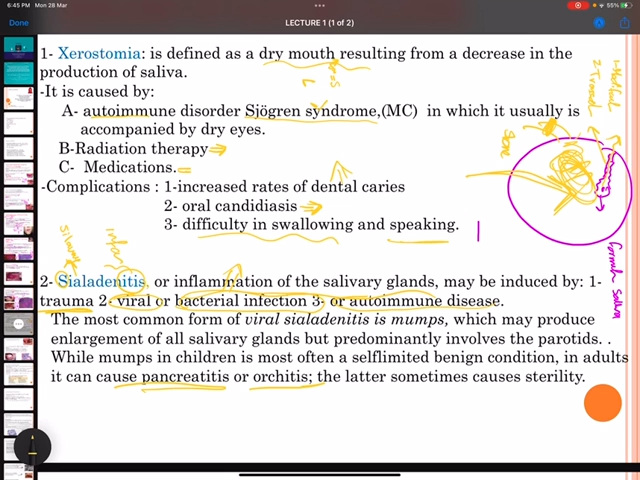 6:45 PM Mon 28 Mar
55%
Done
LECTURE 1 (1 of 2)
1- Xerostomia: is defined as a dry mouth resulting from a decrease in the
production of saliva.
-It is caused by:
A- autoimmune disorder Sjögren syndrome,(MC) in which it usually is
accompanied by dry eyes.
B-Radiation therapy
C- Medications.
-Complications : 1-increased rates of dental caries
2- oral candidiasis
3- difficulty in swallowing and speaking.
2- Sialadenitis, or inflammation of the salivary glands, may be induced by: 1-
trauma 2- viral or bacterial infection 3- or autoimmune disease.
The most common form of viral sialadenitis is mumps, which may produce
enlargement of all salivary glands but predominantly involves the parotids. .
While mumps in children is most often a selflimited benign condition, in adults
it can cause pancreatitis or orchitis; the latter sometimes causes sterility.